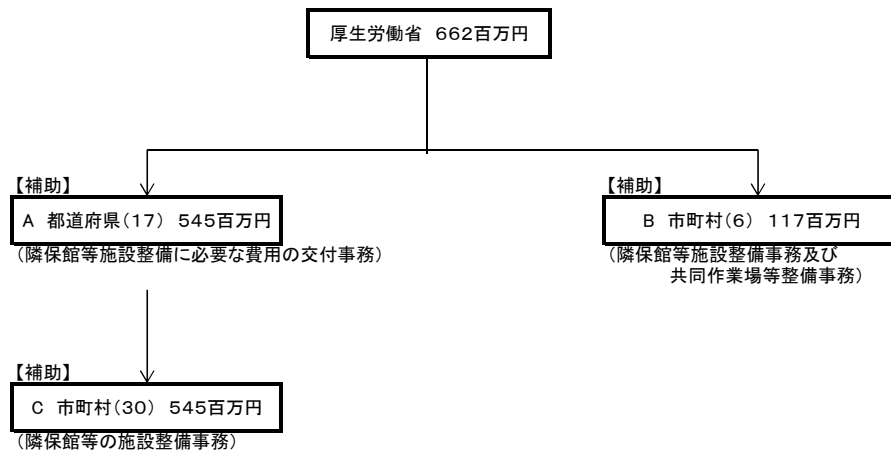 厚生労働省 662百万円
【補助】
A 都道府県(17) 545百万円
(隣保館等施設整備に必要な費用の交付事務)
【補助】
B 市町村(6) 117百万円
(隣保館等施設整備事務及び
共同作業場等整備事務)
【補助】
C 市町村(30) 545百万円
(隣保館等の施設整備事務)